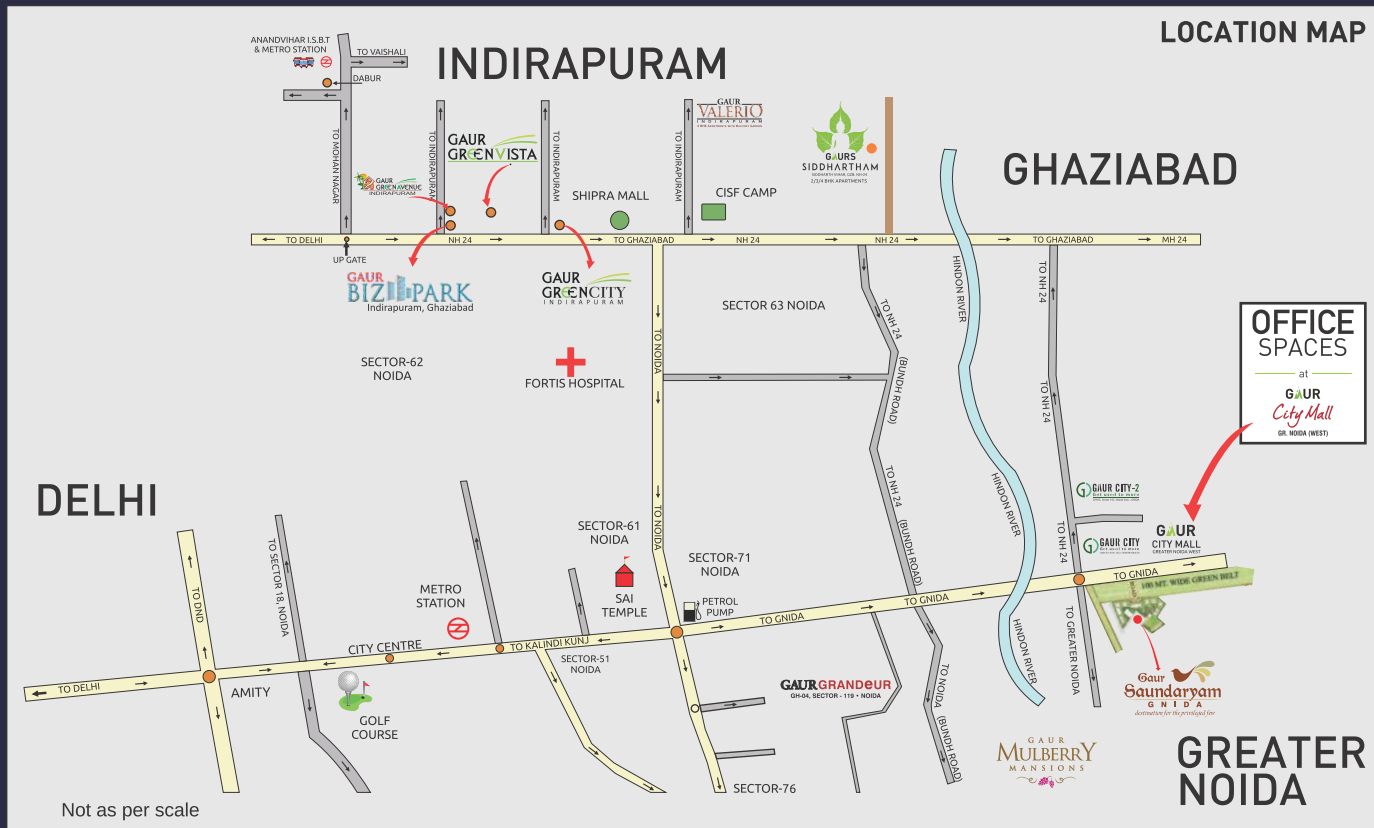 LOCATION MAP
ANANDVIHAR I.S.B.T
& METRO STATION
TO VAISHALI
DABUR
INDIRAPURAM
GHAZIABAD
TO MOHAN NAGAR
TO INDIRAPURAM
TO INDIRAPURAM
TO INDIRAPURAM
GAUR
GREENVISTA
GAUR
GREENAVENUE
INDIRAPURAM
GAUR
VALERIO
INDIRAPURAM
GAURS
SIDDHARTHAM
2/3/4 BHK APARTMENTS
SHIPRA MALL
CISF CAMP
TO DELHI
NH 24
TO GHAZIABAD
NH 24
NH 24
TO GHAZIABAD
MH 24
UP GATE
GAUR
BIZ PARK
Indirapuram, Ghaziabad
GAUR
GREENCITY
INDIRAPURAM
SECTOR 63 NOIDA
SECTOR-62
NOIDA
FORTIS HOSPITAL
TO NOIDA
TO NOIDA
TO NH 24
(BUNDH ROAD)
TO NH 24
(BUNDH ROAD)
TO NOIDA
(BUNDH ROAD)
HINDON RIVER
HINDON RIVER
HINDON RIVER
TO NH 24
TO NH 24
TO NH 24
TO GREATER NOIDA
OFFICE
SPACES
at
GAUR
City Mall
GR. NOIDA (WEST)
GAUR CITY-2
GAUR CITY
GAUR
CITY MALL
GREATER NOIDA WEST
DELHI
TO DND
TO SECTOR 18, NOIDA
METRO
STATION
SECTOR-61
NOIDA
SAI
TEMPLE
SECTOR-71
NOIDA
PETROL
PUMP
TO GNIDA
TO GNIDA
TO GNIDA
100 MT. WIDE GREEN BELT
TO DELHI
AMITY
CITY CENTRE
TO KALINDI KUNJ
SECTOR-51
NOIDA
GOLF
COURSE
GAURGRANDEUR
GH-04, SECTOR - 119 • NOIDA
SECTOR-76
GAUR
MULBERRY
MANSIONS
Gaur
Saundaryam
GNIDA
destination for the privileged few
GREATER
NOIDA
Not as per scale